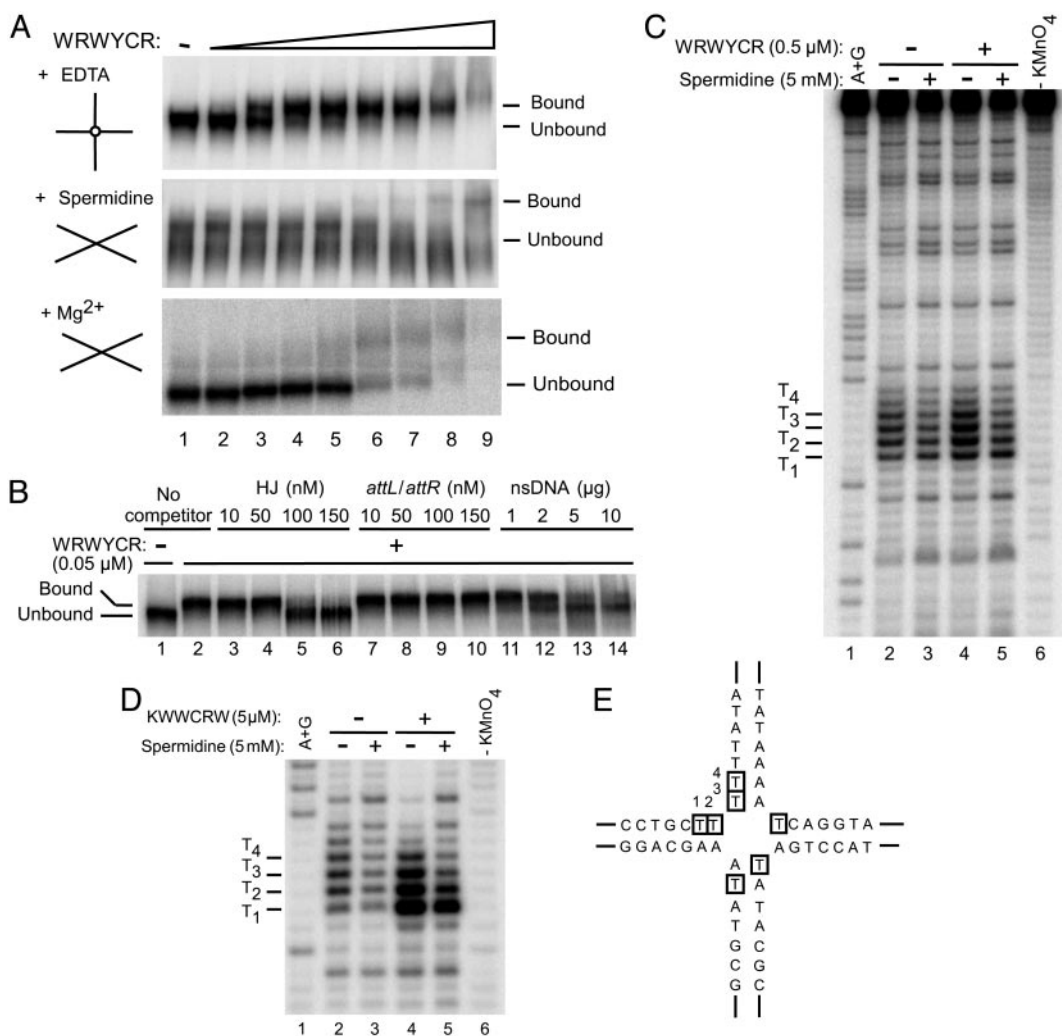 A
WRWYCR: -
+ EDTA
Bound
Unbound
+ Spermidine
Bound
Unbound
+ Mg2+
Bound
Unbound
1 2 3 4 5 6 7 8 9
B
No competitor
HJ (nM)
attL/attR (nM)
nsDNA (µg)
10 50 100 150 10 50 100 150 1 2 5 10
WRWYCR: - +
(0.05 µM)
Bound
Unbound
1 2 3 4 5 6 7 8 9 10 11 12 13 14
C
WRWYCR (0.5 µM): - +
Spermidine (5 mM): - + - +
A+G
- KMnO4
T4
T3
T2
T1
1 2 3 4 5 6
D
KWWCRW (5µM): - +
Spermidine (5mM): - + - +
A+G
- KMnO4
T4
T3
T2
T1
1 2 3 4 5 6
E
ATATTTT
TATAAAA
4
3
1 2
CCTGCTT
GGACGAA
TCAGGTA
AGTCCAT
ATATGCG
TATACGC